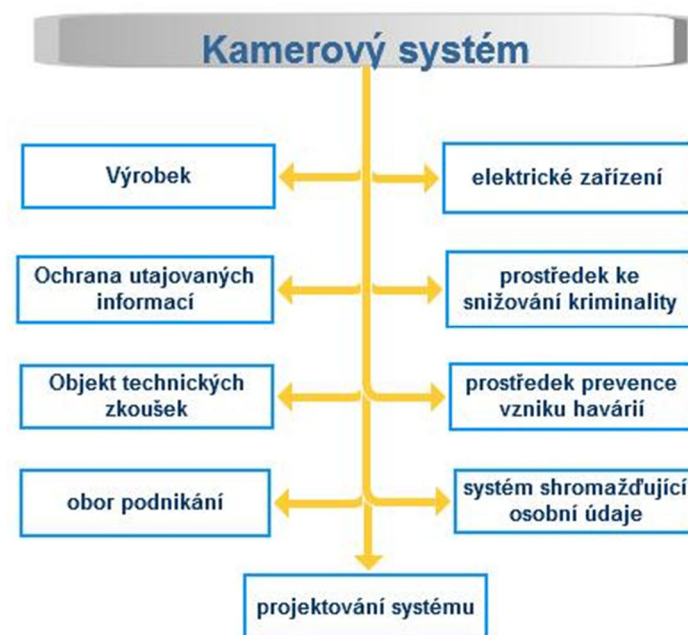 Kamerový systém
Výrobek
elektrické zařízení
Ochrana utajovaných
informací
prostředek ke
snižování kriminality
Objekt technických
zkoušek
prostředek prevence
vzniku havárií
obor podnikání
systém shromažďující
osobní údaje
projektování systému